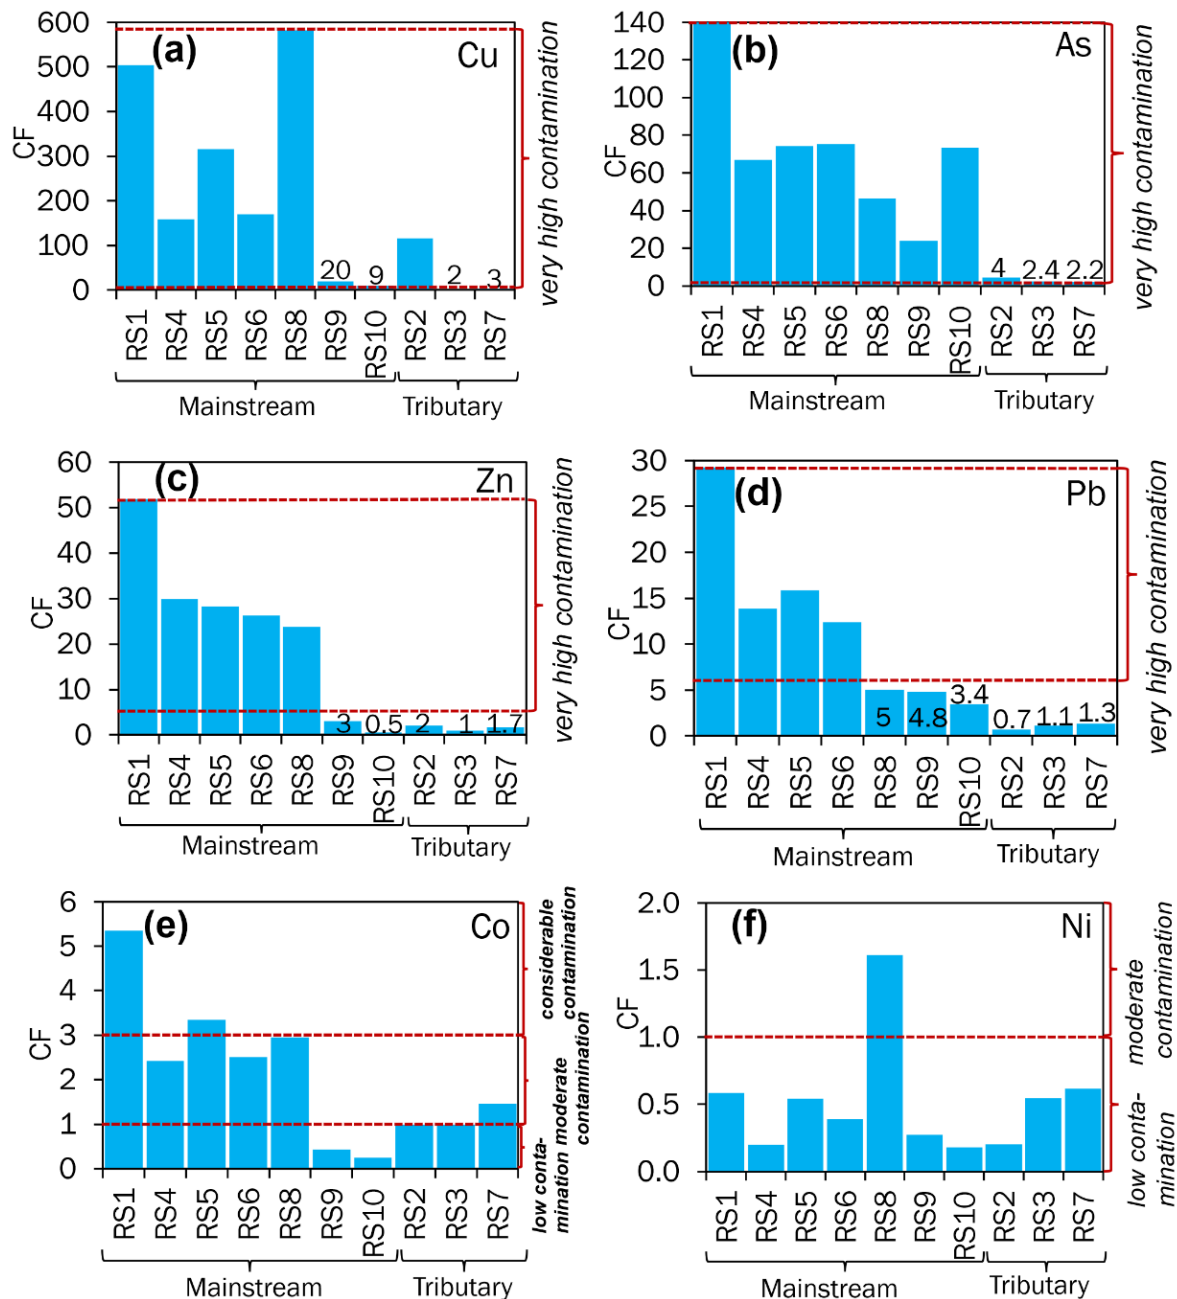 (a)
Cu
600
500
400
300
200
100
0
CF
20
9
2
3
RS1
RS4
RS5
RS6
RS8
RS9
RS10
RS2
RS3
RS7
Mainstream
Tributary
very high contamination
(b)
As
140
120
100
80
60
40
20
0
CF
4
2.4
2.2
RS1
RS4
RS5
RS6
RS8
RS9
RS10
RS2
RS3
RS7
Mainstream
Tributary
very high contamination
(c)
Zn
60
50
40
30
20
10
0
CF
3
0.5
2
1
1.7
RS1
RS4
RS5
RS6
RS8
RS9
RS10
RS2
RS3
RS7
Mainstream
Tributary
very high contamination
(d)
Pb
30
25
20
15
10
5
0
CF
5
4.8
3.4
0.7
1.1
1.3
RS1
RS4
RS5
RS6
RS8
RS9
RS10
RS2
RS3
RS7
Mainstream
Tributary
very high contamination
(e)
Co
6
5
4
3
2
1
0
CF
RS1
RS4
RS5
RS6
RS8
RS9
RS10
RS2
RS3
RS7
Mainstream
Tributary
considerable
contamination
moderate
contamination
low conta-
mination
(f)
Ni
2.0
1.5
1.0
0.5
0.0
CF
RS1
RS4
RS5
RS6
RS8
RS9
RS10
RS2
RS3
RS7
Mainstream
Tributary
moderate
contamination
low conta-
mination